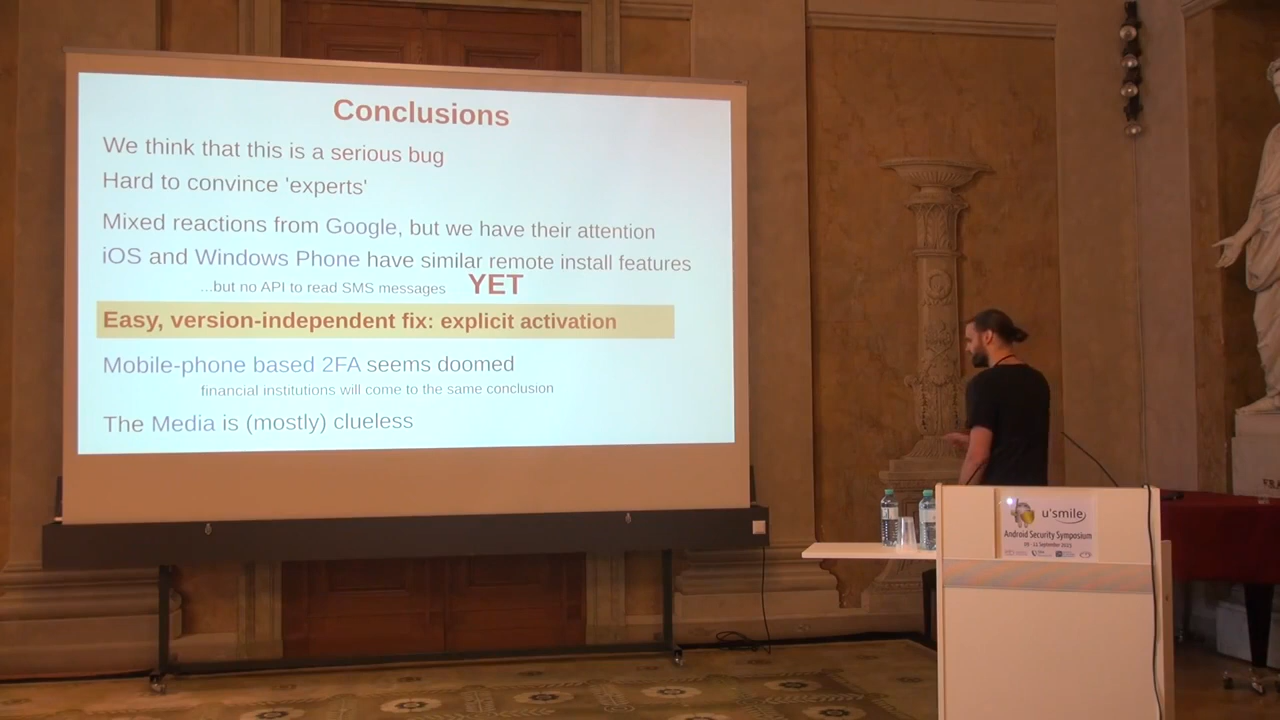 Conclusions
We think that this is a serious bug
Hard to convince 'experts'
Mixed reactions from Google, but we have their attention
iOS and Windows Phone have similar remote install features
...but no API to read SMS messages YET
Easy, version-independent fix: explicit activation
Mobile-phone based 2FA seems doomed
financial institutions will come to the same conclusion
The Media is (mostly) clueless
u'smile
Android Security Symposium